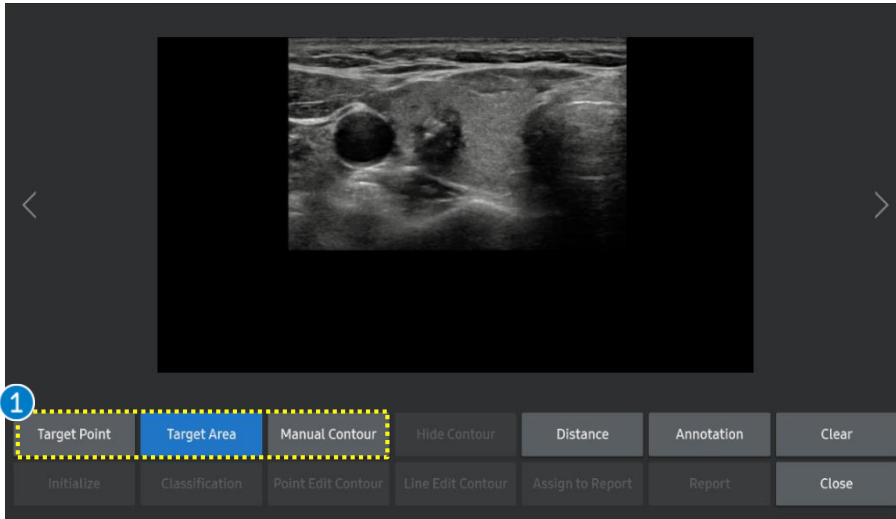 1
Target Point Target Area Manual Contour Hide Contour Distance Annotation Clear
Initialize Classification Point Edit Contour Line Edit Contour Assign to Report Report Close